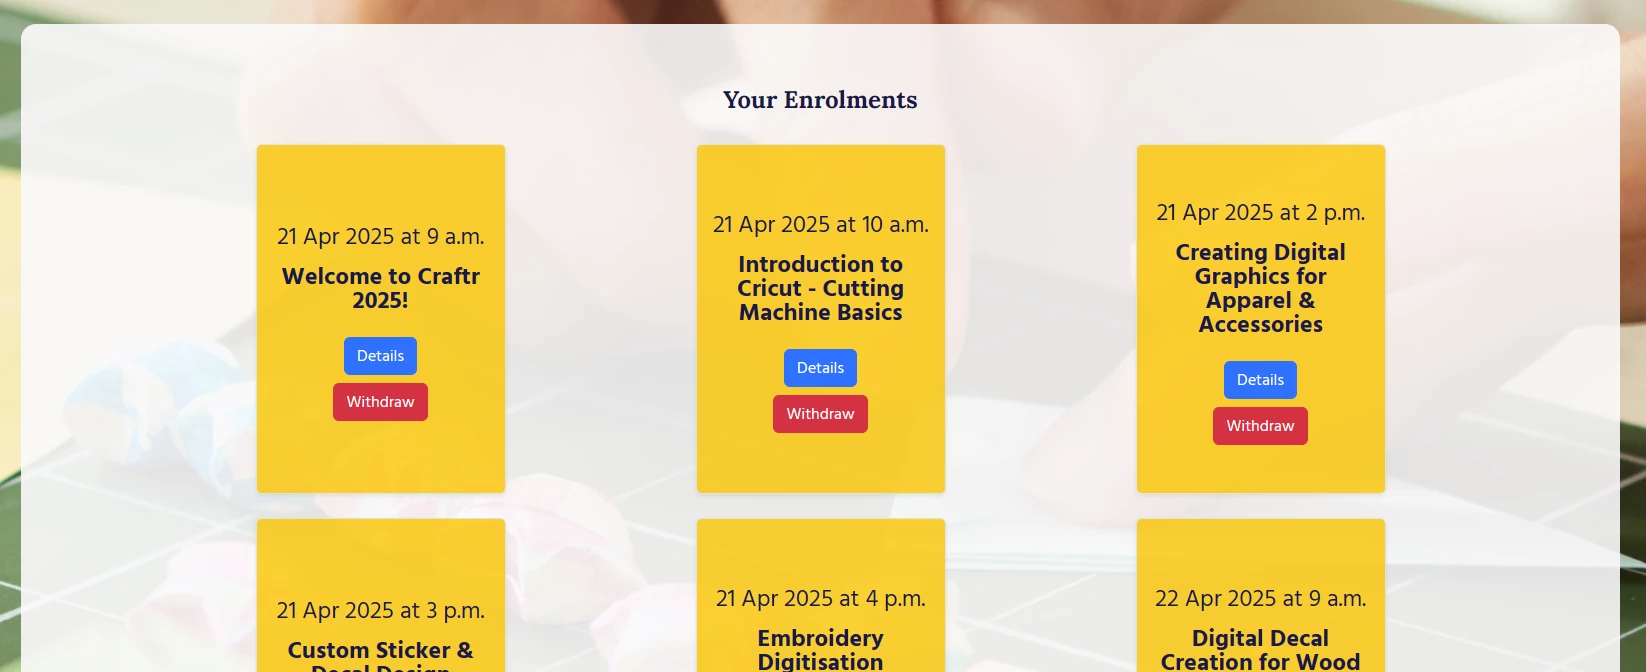 Your Enrolments
21 Apr 2025 at 9 a.m.
Welcome to Craftr
2025!
Details
Withdraw
21 Apr 2025 at 10 a.m.
Introduction to
Cricut - Cutting
Machine Basics
Details
Withdraw
21 Apr 2025 at 2 p.m.
Creating Digital
Graphics for
Apparel &
Accessories
Details
Withdraw
21 Apr 2025 at 3 p.m.
Custom Sticker &
Decal Design
21 Apr 2025 at 4 p.m.
Embroidery
Digitisation
22 Apr 2025 at 9 a.m.
Digital Decal
Creation for Wood